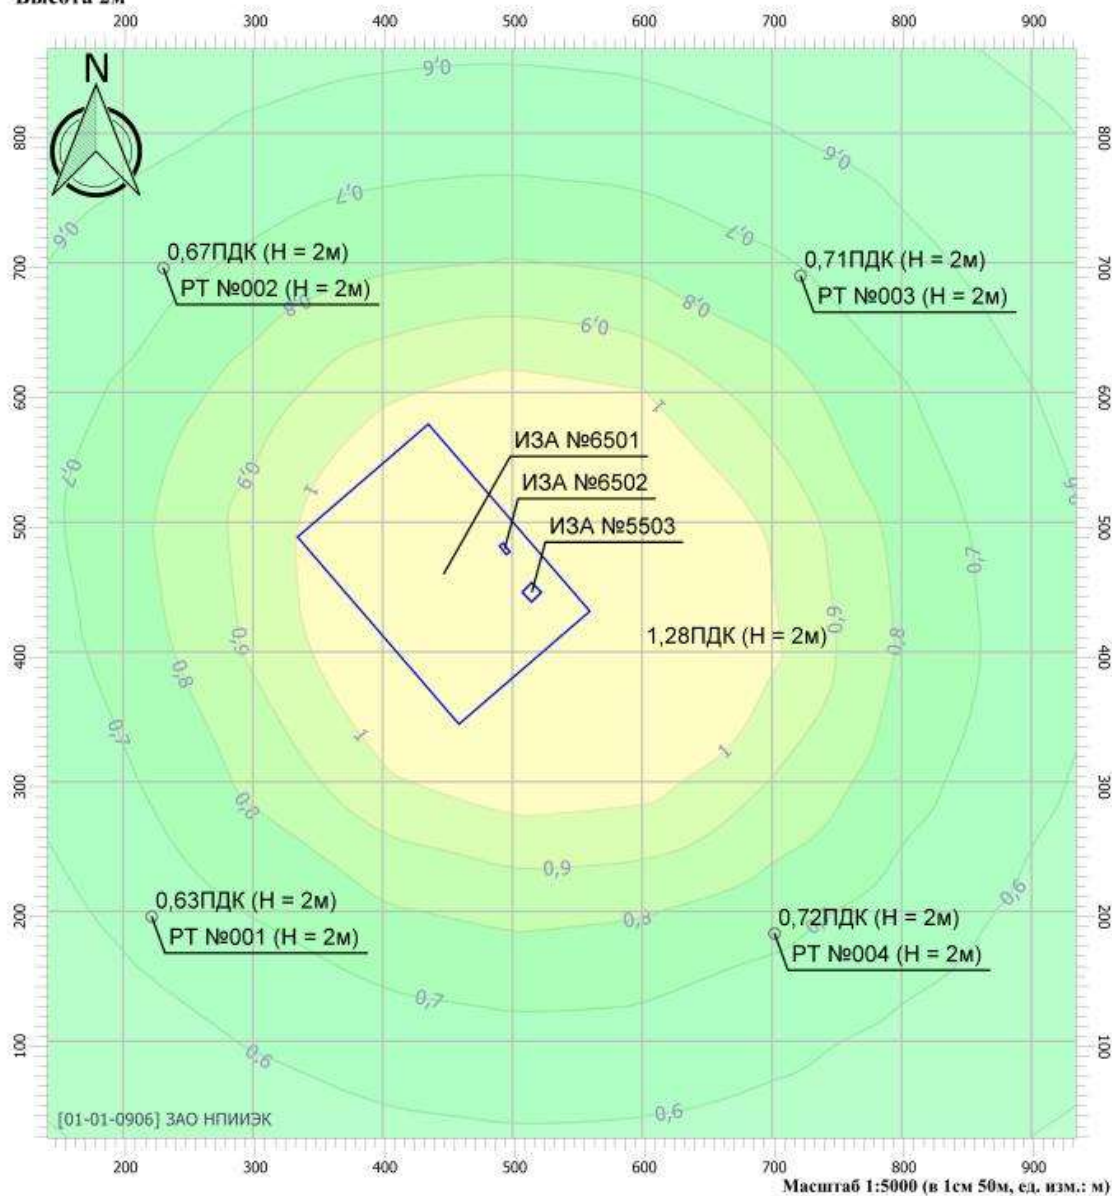 Высота 2м
200 300 400 500 600 700 800 900
N
0,6
800 800
0,6
0,7
0,6
0,7
0,67ПДК (Н = 2м)
РТ №002 (Н = 2м)
0,71ПДК (Н = 2м)
РТ №003 (Н = 2м)
700 700
0,8
0,8
0,9
600 600
1
ИЗА №6501
0,7
0,9
1
ИЗА №6502
500 500
ИЗА №5503
0,7
0,9
1,28ПДК (Н = 2м)
0,9
0,8
400 400
0,8
0,7
1
1
300 300
0,8
0,9
0,6
0,63ПДК (Н = 2м)
РТ №001 (Н = 2м)
0,8
0,72ПДК (Н = 2м)
РТ №004 (Н = 2м)
200 200
0,7
100 100
0,6
0,6
[01-01-0906] ЗАО НПИИЭК
200 300 400 500 600 700 800 900
Масштаб 1:5000 (в 1см 50м, ед. изм.: м)